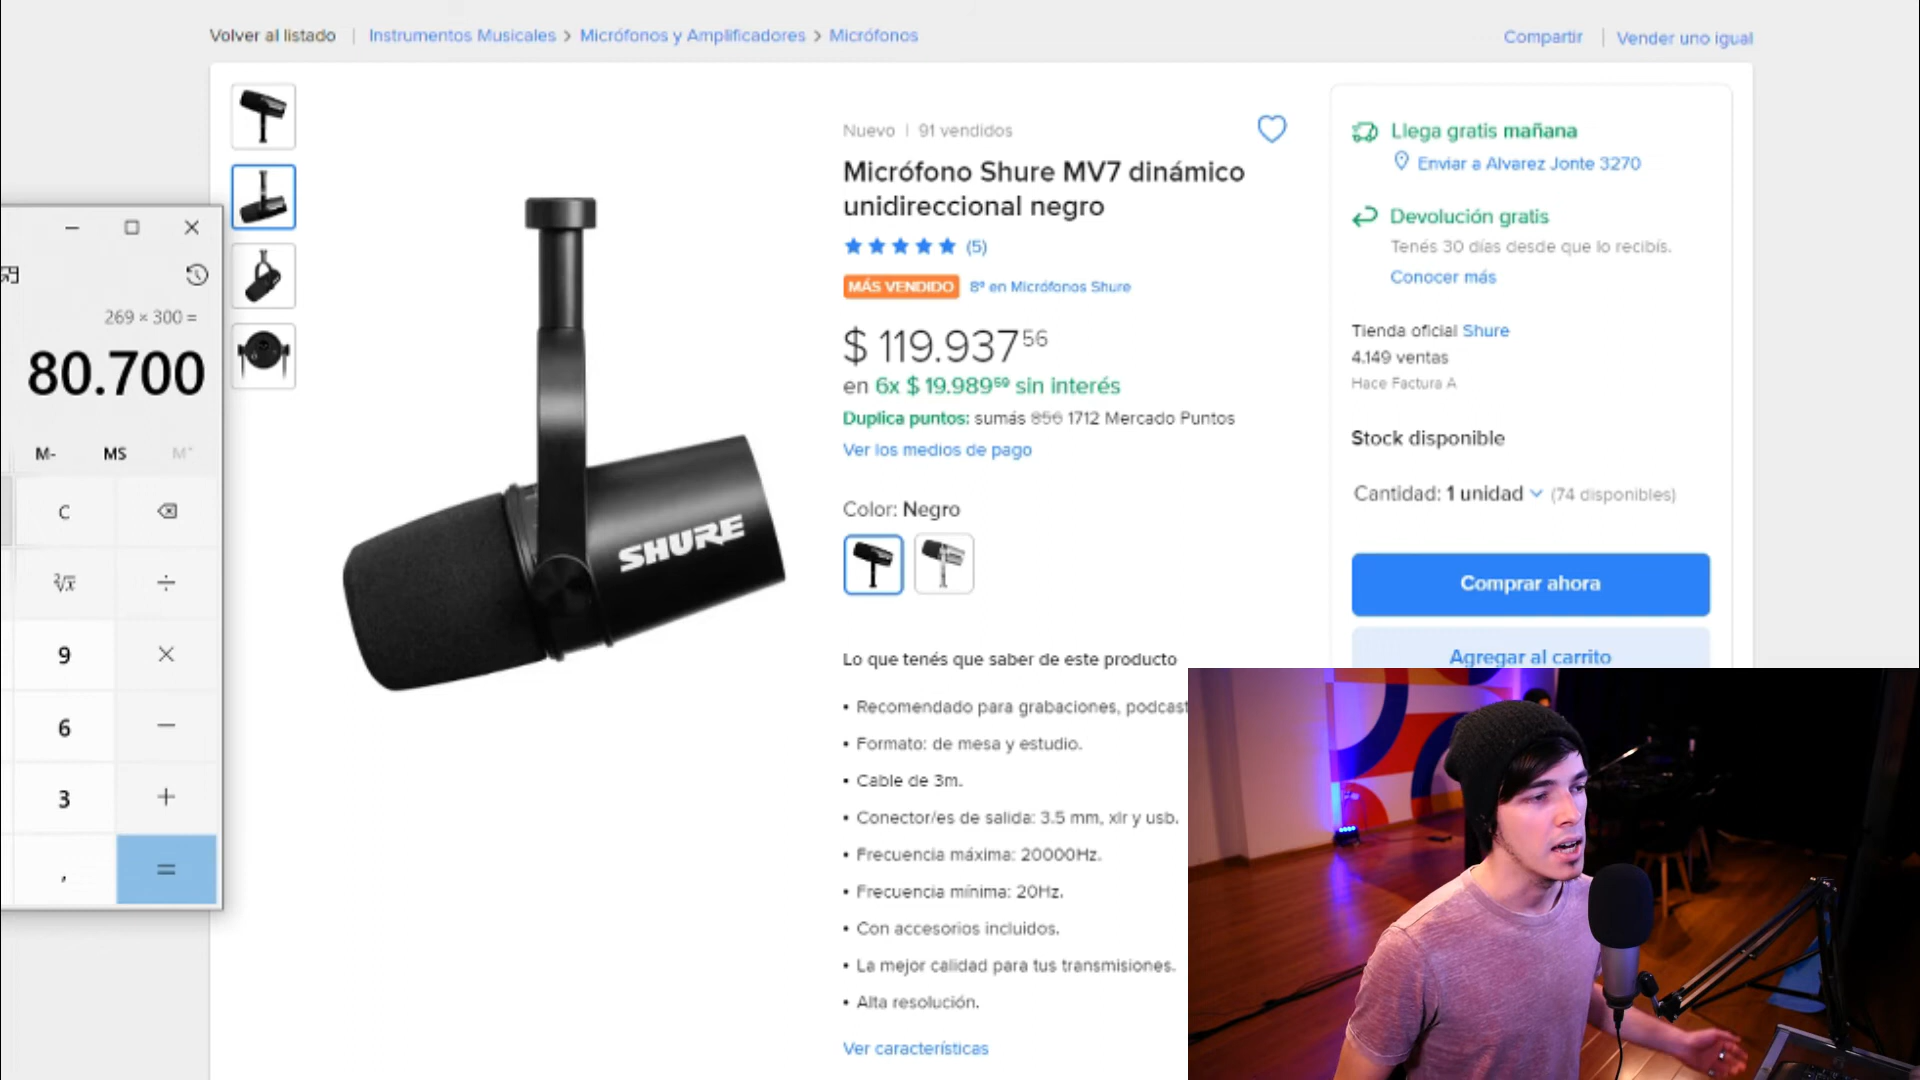 Volver al listado | Instrumentos Musicales > Micrófonos y Amplificadores > Micrófonos
Compartir | Vender uno igual
269 × 300 =
80.700
M-
MS
C
÷
9
×
6
−
3
+
,
=
SHURE
Nuevo | 91 vendidos
Micrófono Shure MV7 dinámico
unidireccional negro
(5)
MÁS VENDIDO 8º en Micrófonos Shure
$ 119.937 56
en 6x $ 19.989 59 sin interés
Duplica puntos: sumás 856 1712 Mercado Puntos
Ver los medios de pago
Color: Negro
Lo que tenés que saber de este producto
• Recomendado para grabaciones, podcast
• Formato: de mesa y estudio.
• Cable de 3m.
• Conector/es de salida: 3.5 mm, xlr y usb.
• Frecuencia máxima: 20000Hz.
• Frecuencia mínima: 20Hz.
• Con accesorios incluidos.
• La mejor calidad para tus transmisiones.
• Alta resolución.
Ver características
Llega gratis mañana
Enviar a Alvarez Jonte 3270
Devolución gratis
Tenés 30 días desde que lo recibís.
Conocer más
Tienda oficial Shure
4.149 ventas
Hace Factura A
Stock disponible
Cantidad: 1 unidad (74 disponibles)
Comprar ahora
Agregar al carrito